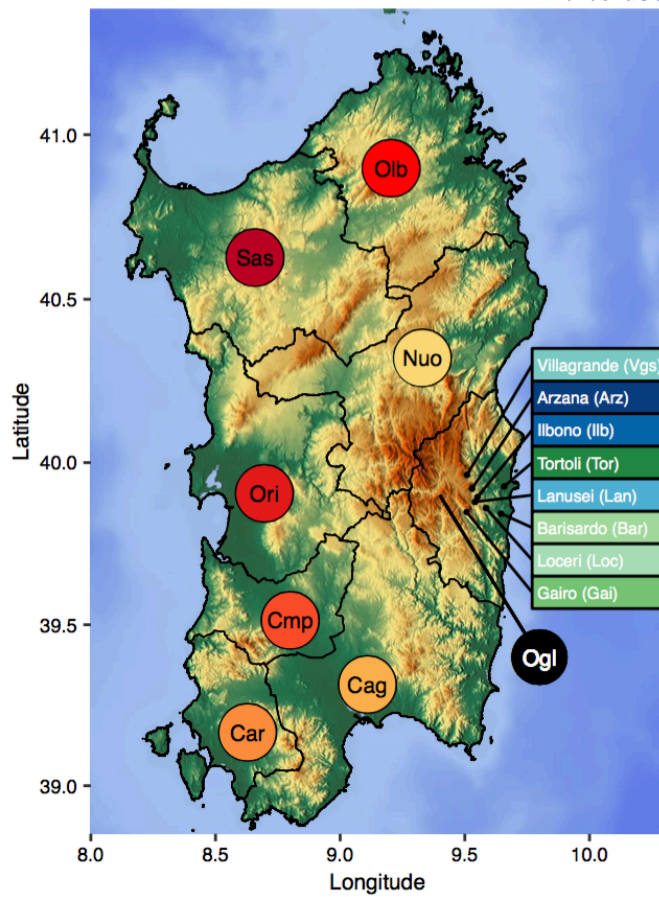 41.0
Olb
Sas
40.5
Nuo
Villagrande (Vgs)
Arzana (Arz)
Ilbono (Ilb)
40.0
Tortoli (Tor)
Lanusei (Lan)
Ori
Barisardo (Bar)
Loceri (Loc)
Gairo (Gai)
39.5
Cmp
Ogl
Cag
Car
39.0
8.0 8.5 9.0 9.5 10.0
Longitude
Latitude